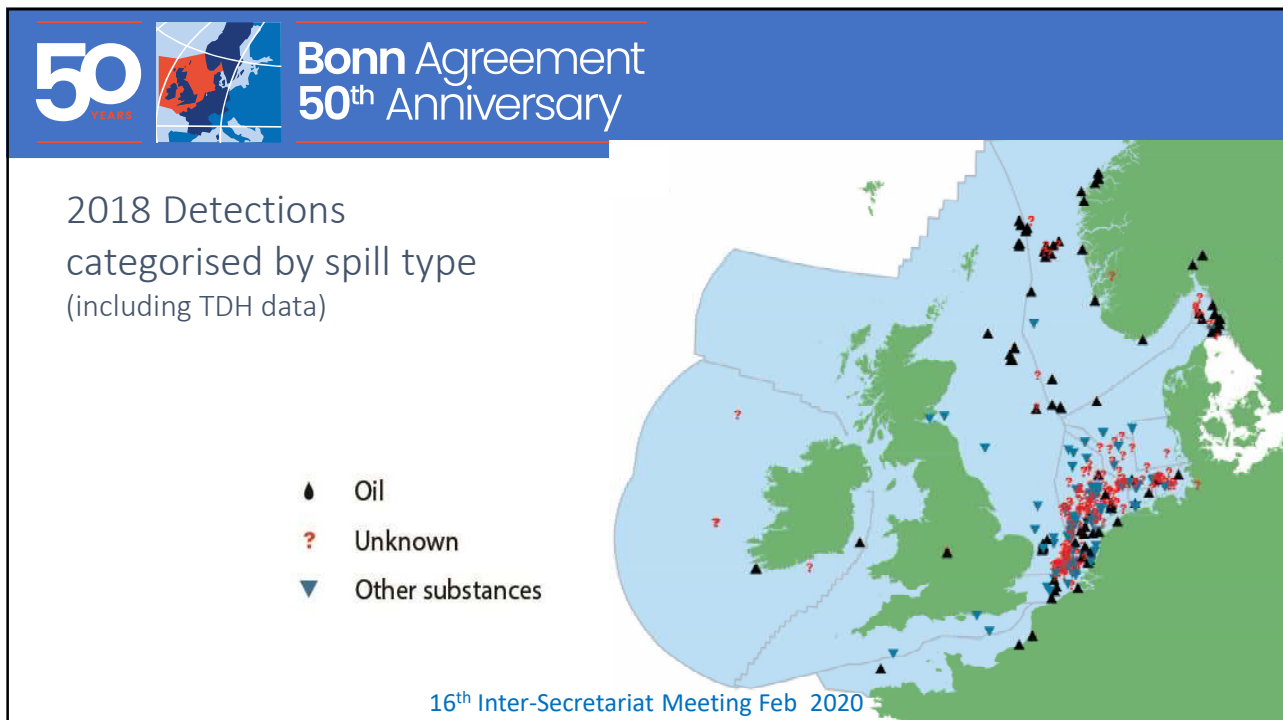 50
YEARS
Bonn Agreement
50th Anniversary
2018 Detections
categorised by spill type
(including TDH data)
Oil
? Unknown
Other substances
16th Inter-Secretariat Meeting Feb 2020